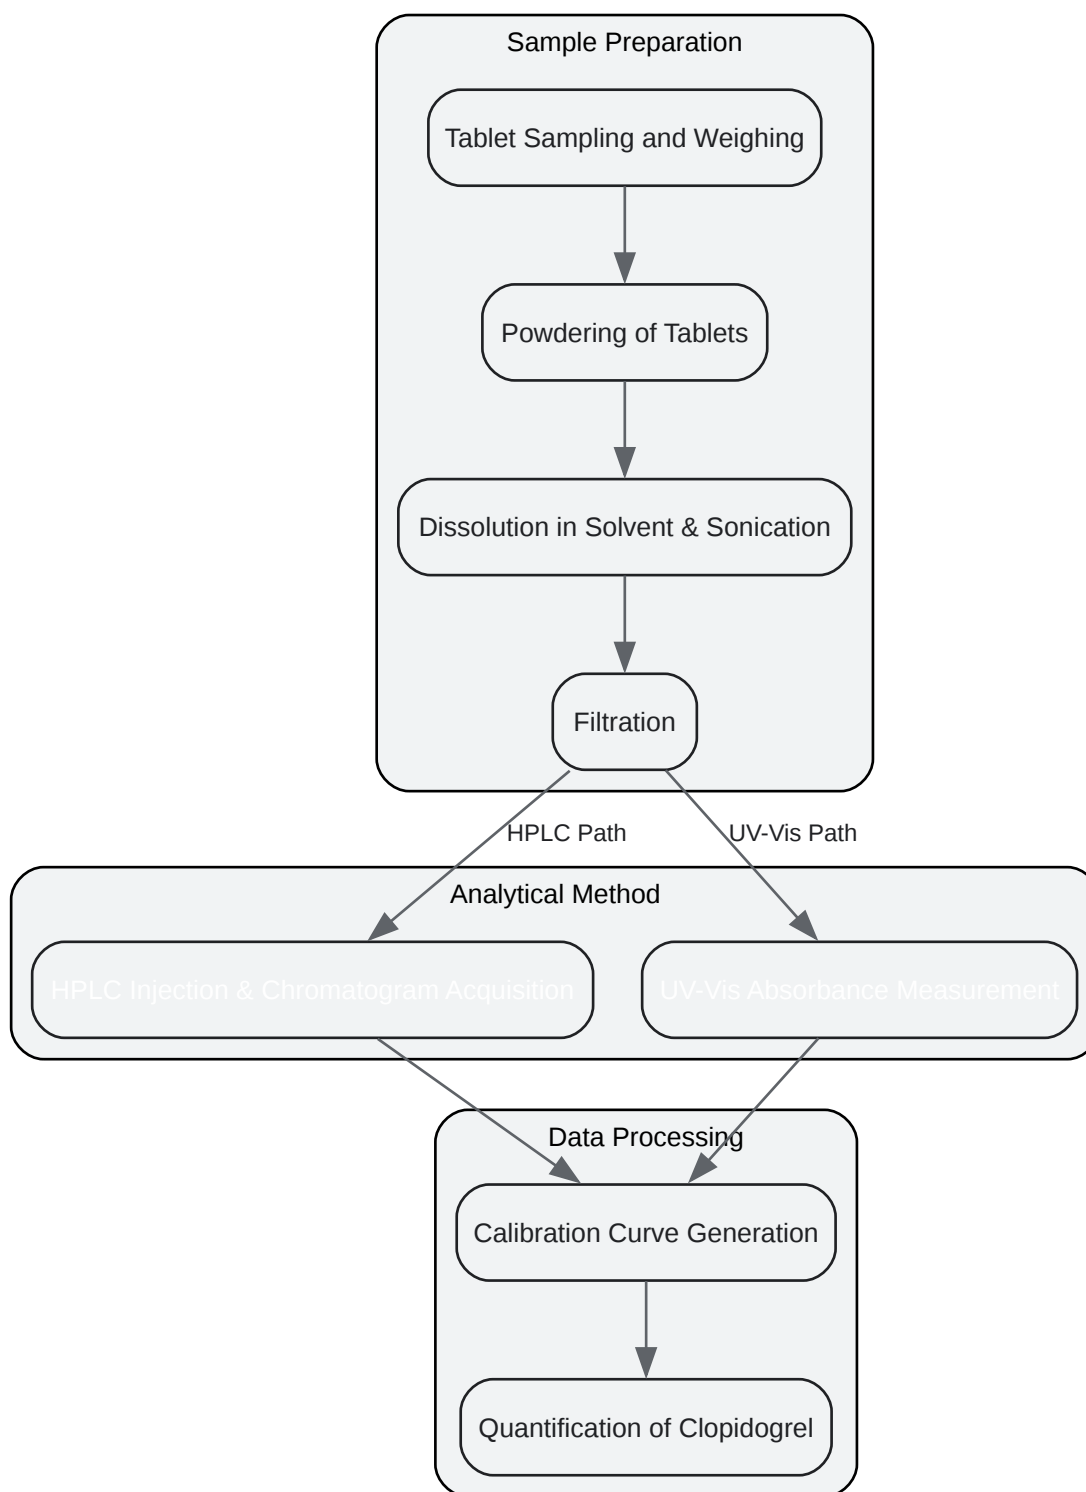 Sample Preparation
Tablet Sampling and Weighing
Powdering of Tablets
Dissolution in Solvent & Sonication
Filtration
HPLC Path
UV-Vis Path
Analytical Method
HPLC Injection & Chromatogram Acquisition
UV-Vis Absorbance Measurement
Data Processing
Calibration Curve Generation
Quantification of Clopidogrel